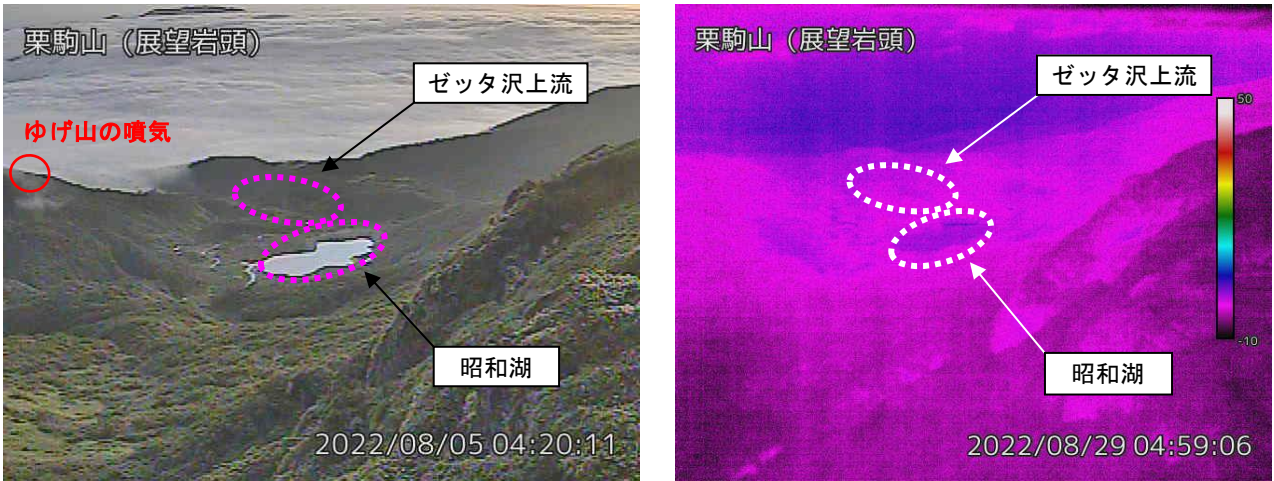 栗駒山（展望岩頭）
ゼッタ沢上流
ゆげ山の噴気
昭和湖
2022/08/05 04:20:11
栗駒山（展望岩頭）
ゼッタ沢上流
50
-10
昭和湖
2022/08/29 04:59:06